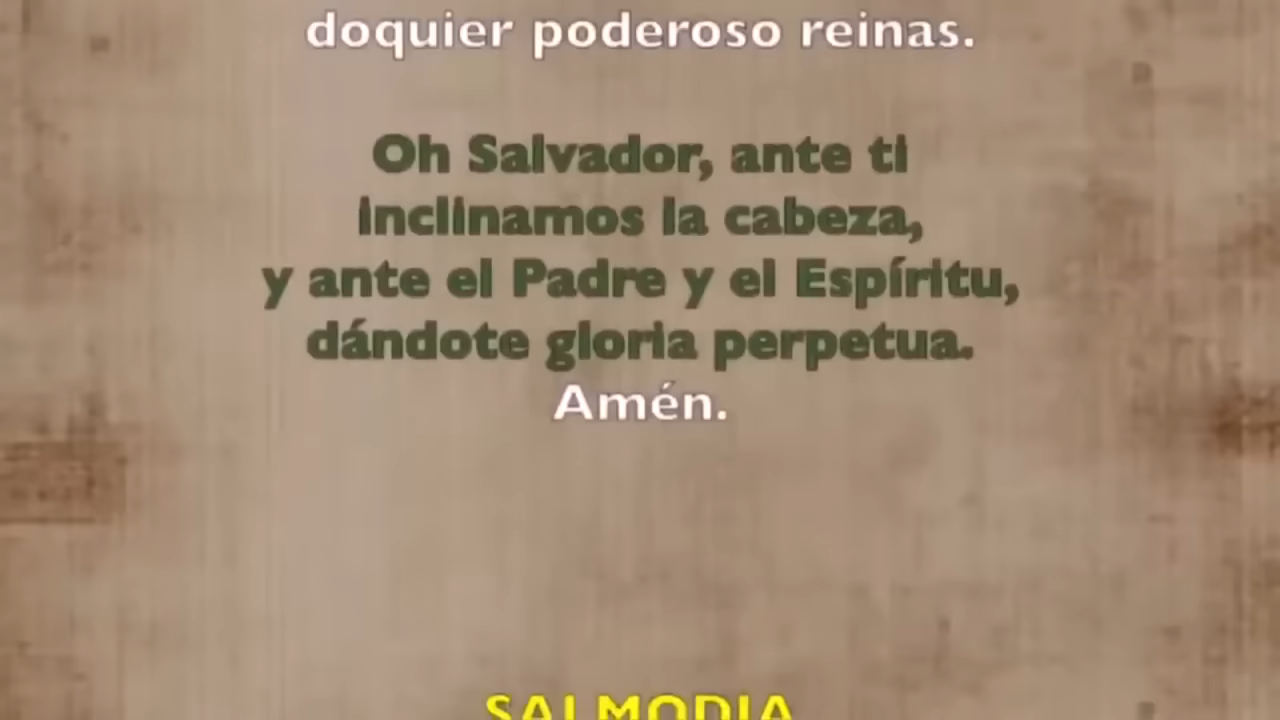 doquier poderoso reinas.
Oh Salvador, ante ti
inclinamos la cabeza,
y ante el Padre y el Espíritu,
dándote gloria perpetua.
Amén.
SALMODIA